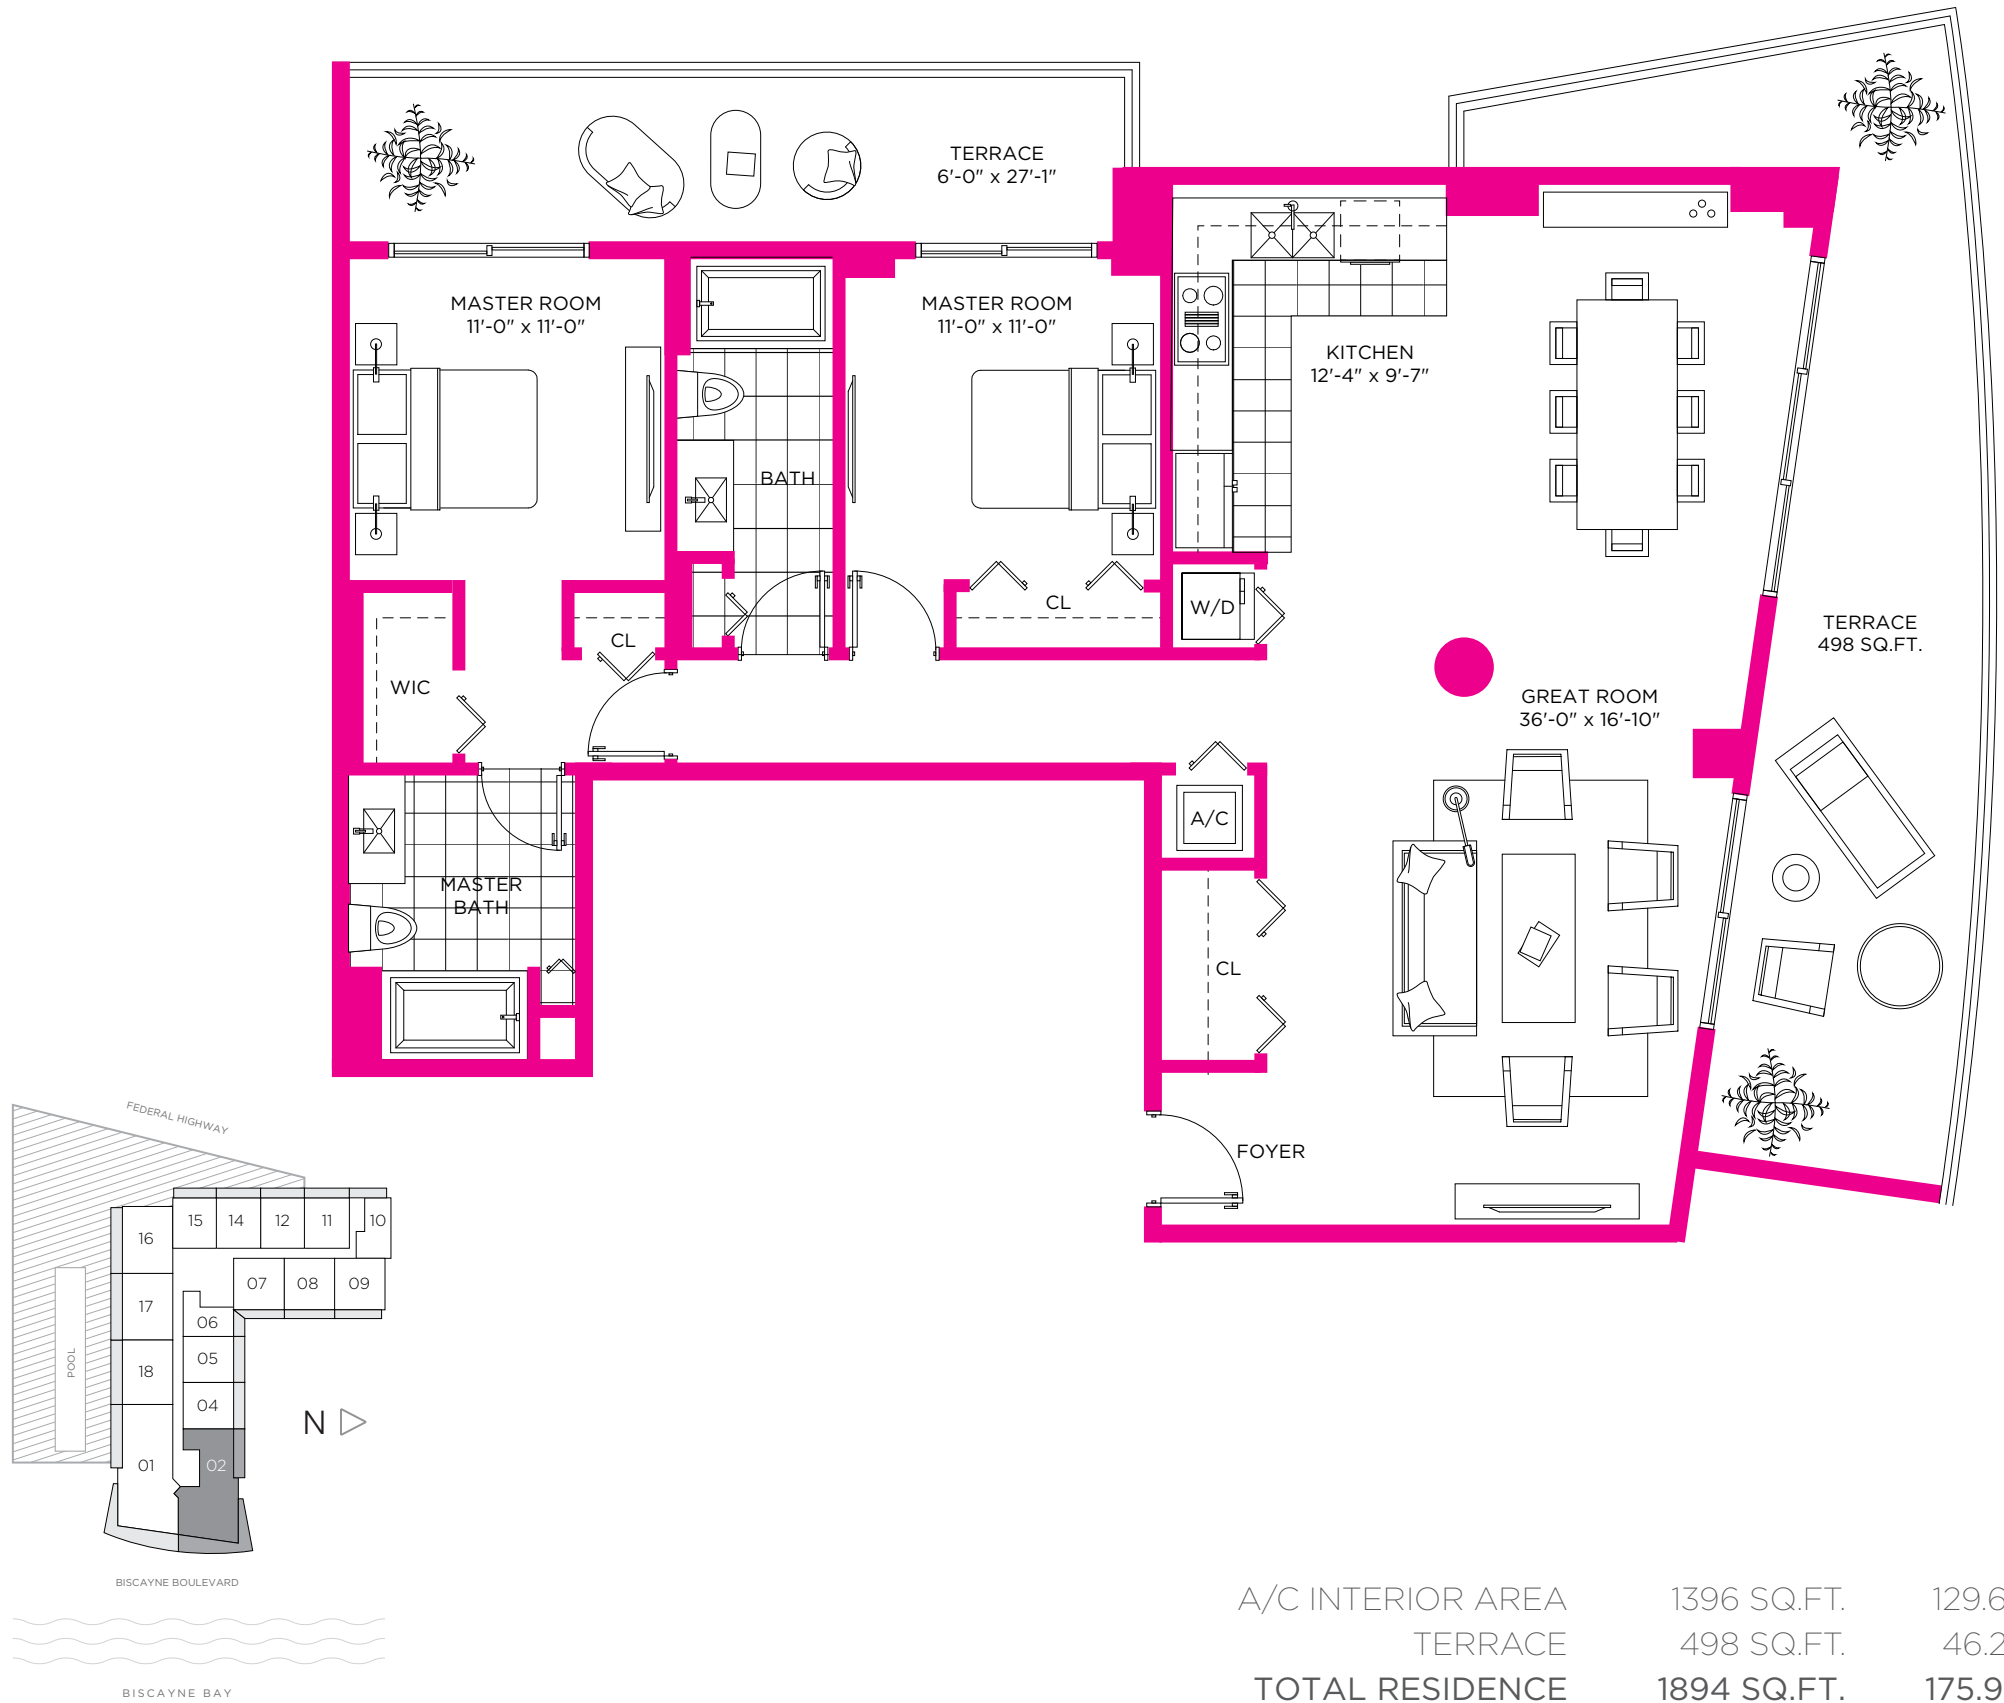 TERRACE
6'-0" x 27'-1"
MASTER ROOM
11'-0" x 11'-0"
MASTER ROOM
11'-0" x 11'-0"
KITCHEN
12'-4" x 9'-7"
BATH
CL
W/D
CL
WIC
TERRACE
498 SQ.FT.
GREAT ROOM
36'-0" x 16'-10"
A/C
MASTER
BATH
CL
FOYER
FEDERAL HIGHWAY
15 14 12 11 10
16
07 08 09
17
06
05
18
POOL
04
N
01
02
BISCAYNE BOULEVARD
BISCAYNE BAY
A/C INTERIOR AREA 1396 SQ.FT. 129.6
TERRACE 498 SQ.FT. 46.2
TOTAL RESIDENCE 1894 SQ.FT. 175.9